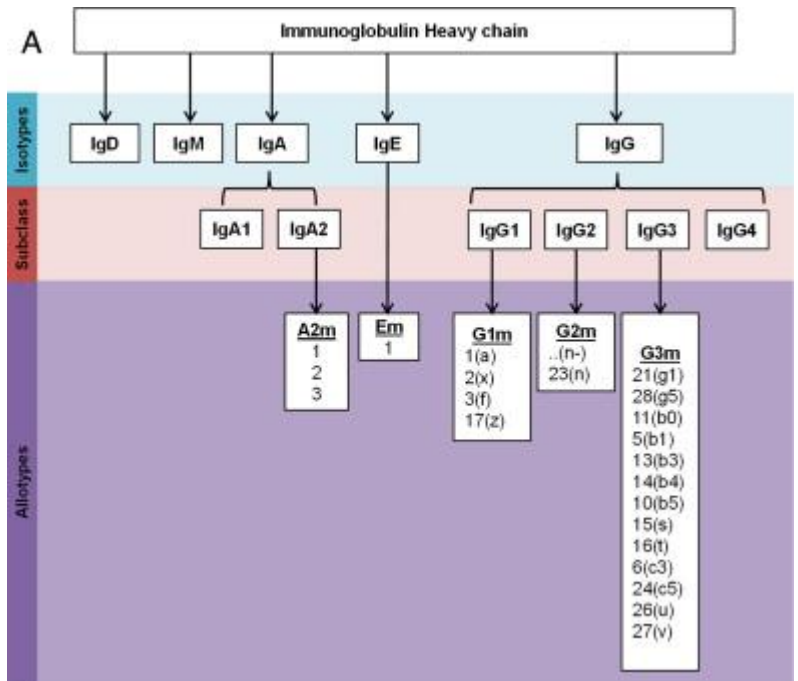 A
Immunoglobulin Heavy chain
Isotypes
IgD
IgM
IgA
IgE
IgG
Subclass
IgA1
IgA2
IgG1
IgG2
IgG3
IgG4
Allotypes
A2m
1
2
3
Em
1
G1m
1(a)
2(x)
3(f)
17(z)
G2m
..(n-)
23(n)
G3m
21(g1)
28(g5)
11(b0)
5(b1)
13(b3)
14(b4)
10(b5)
15(s)
16(t)
6(c3)
24(c5)
26(u)
27(v)